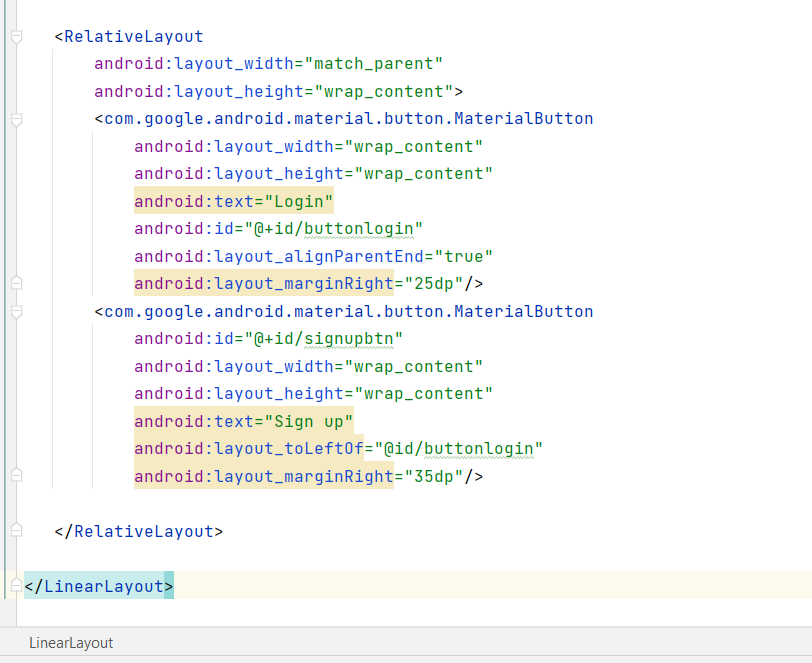 <RelativeLayout
android:layout_width="match_parent"
android:layout_height="wrap_content">
<com.google.android.material.button.MaterialButton
android:layout_width="wrap_content"
android:layout_height="wrap_content"
android:text="Login"
android:id="@+id/buttonlogin"
android:layout_alignParentEnd="true"
android:layout_marginRight="25dp"/>
<com.google.android.material.button.MaterialButton
android:id="@+id/signupbtn"
android:layout_width="wrap_content"
android:layout_height="wrap_content"
android:text="Sign up"
android:layout_toLeftOf="@id/buttonlogin"
android:layout_marginRight="35dp"/>
</RelativeLayout>
</LinearLayout>
LinearLayout